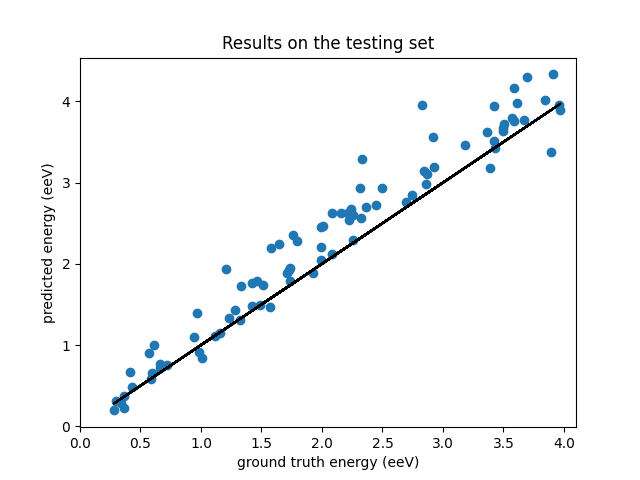 Results on the testing set
4
3
2
1
0
predicted energy (eeV)
0.0 0.5 1.0 1.5 2.0 2.5 3.0 3.5 4.0
ground truth energy (eeV)